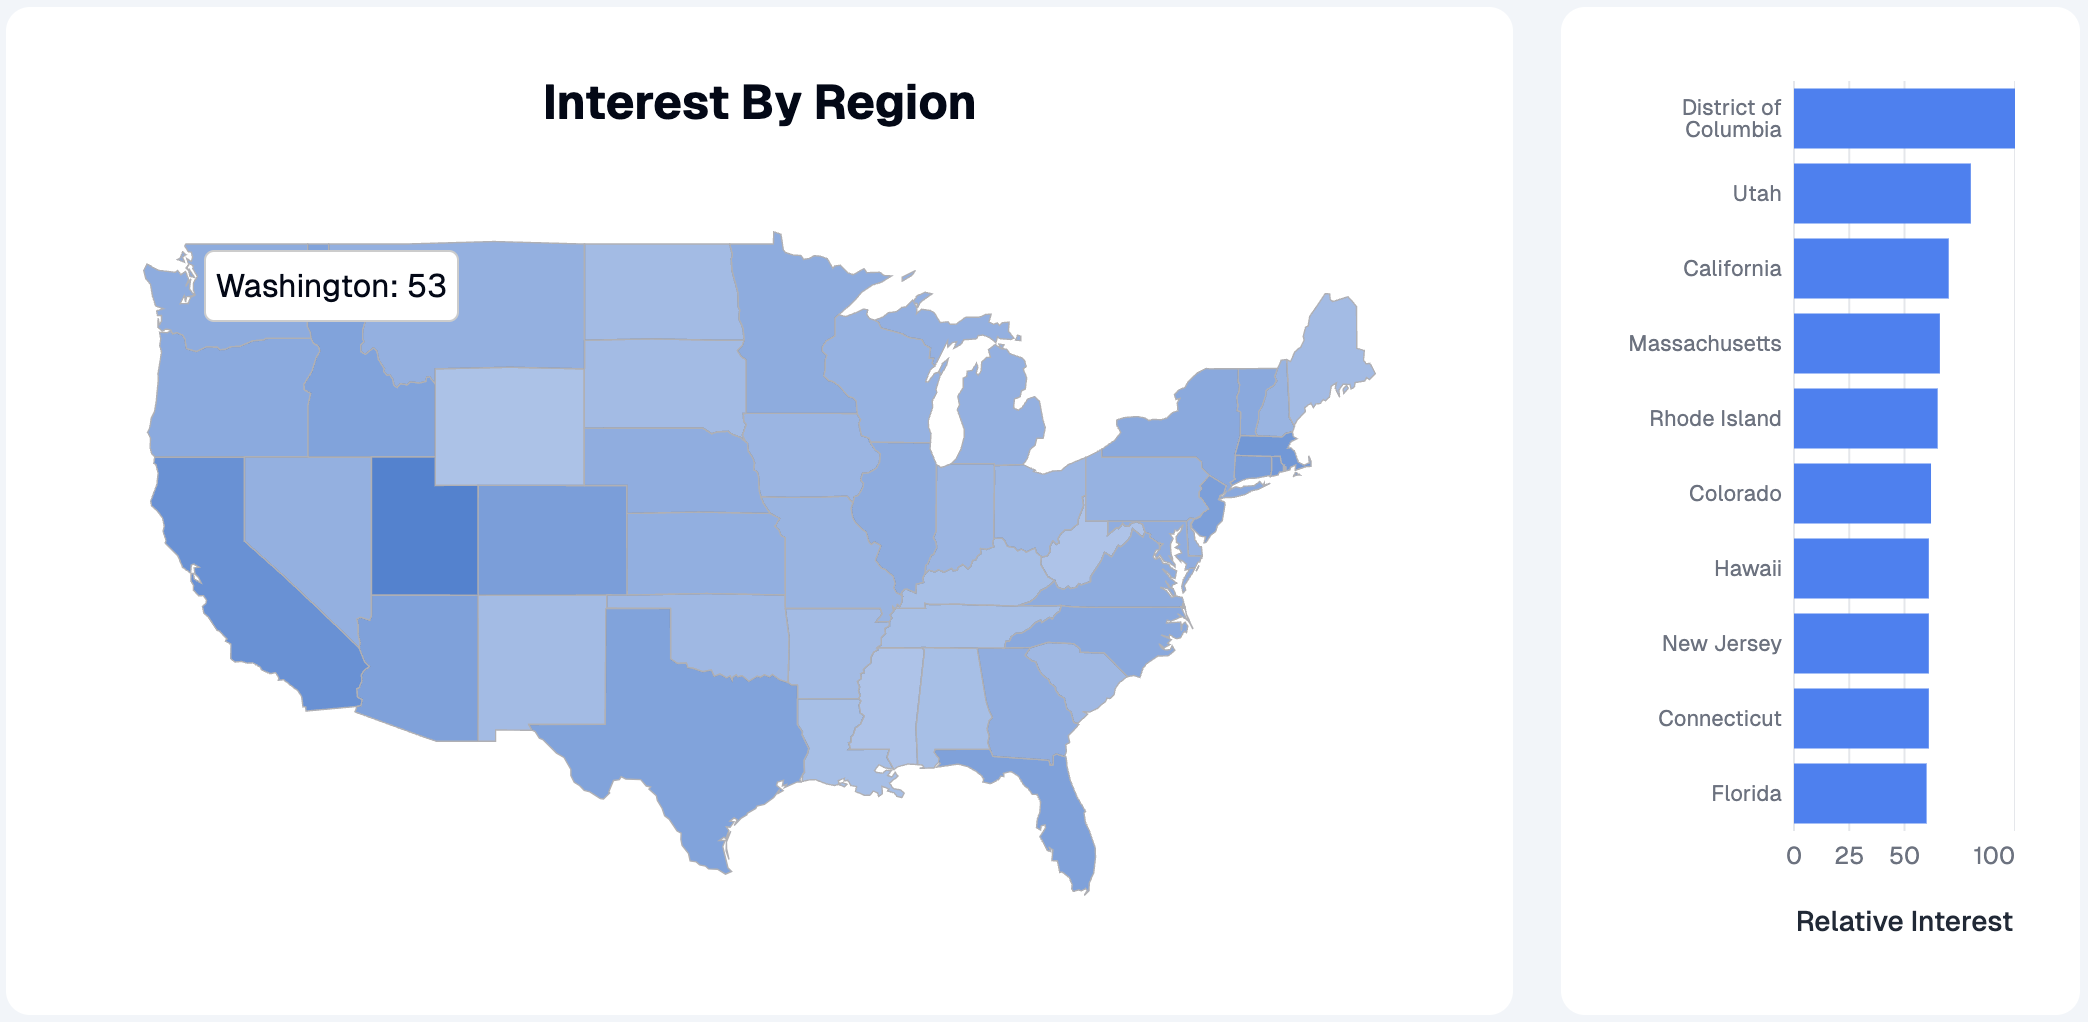 Interest By Region
Washington: 53
District of
Columbia
Utah
California
Massachusetts
Rhode Island
Colorado
Hawaii
New Jersey
Connecticut
Florida
0 25 50 100
Relative Interest